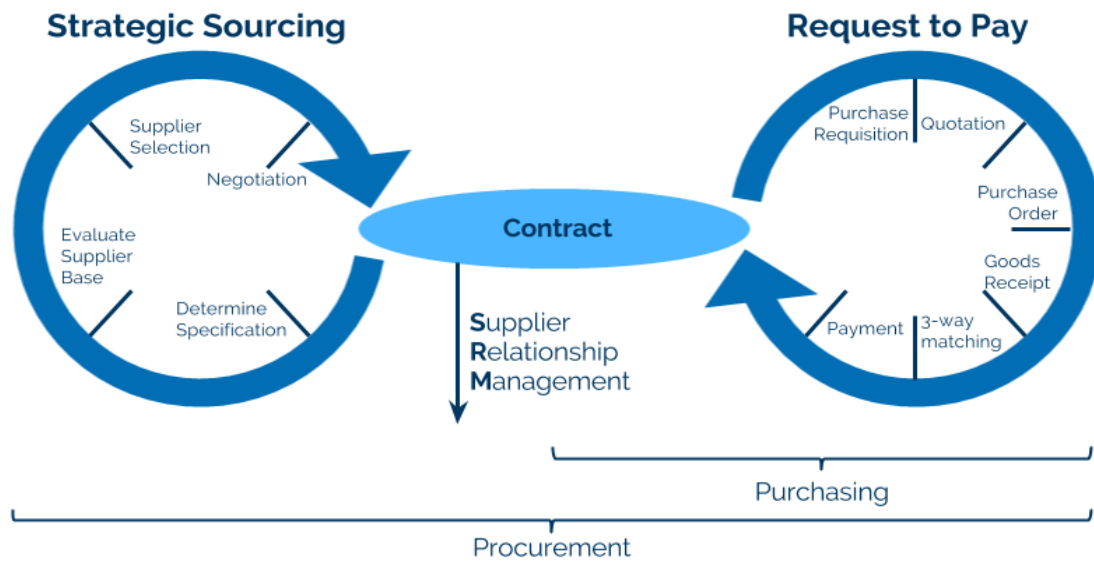 Strategic Sourcing
Supplier
Selection
Negotiation
Evaluate
Supplier
Base
Determine
Specification
Contract
Supplier
Relationship
Management
Request to Pay
Purchase
Requisition
Quotation
Purchase
Order
Goods
Receipt
3-way
matching
Payment
Purchasing
Procurement